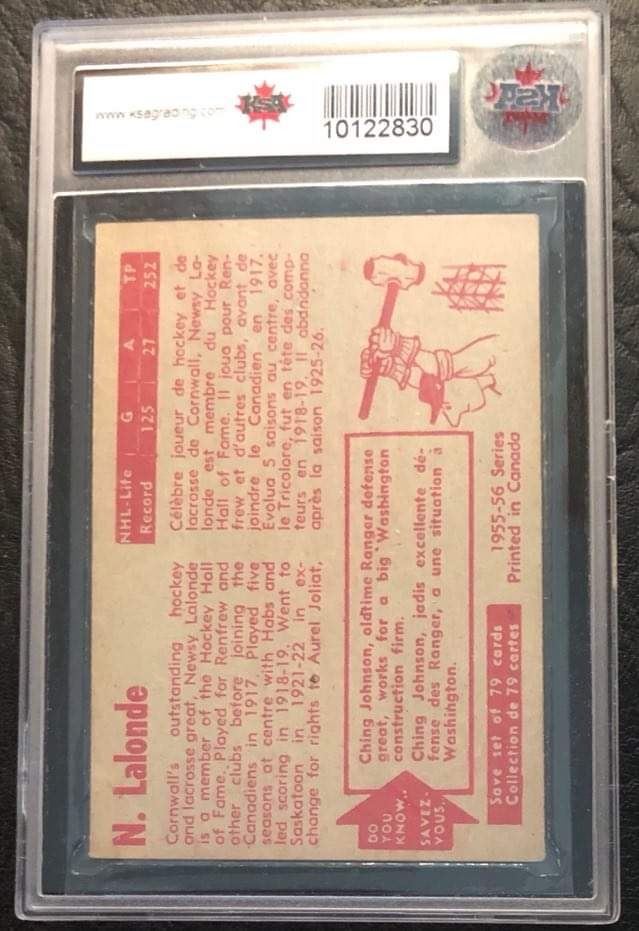 www.ksagrading.com
KSA
10122830
KSA
N. Lalonde
NHL-Life G A TP
Record 125 27 252
Cornwall's outstanding hockey
and lacrosse great, Newsy Lalonde
is a member of the Hockey Hall
of Fame. Played for Renfrew and
other clubs before joining the
Canadiens in 1917. Played five
seasons at centre with Habs and
led scoring in 1918-19. Went to
Saskatoon in 1921-22 in ex-
change for rights to Aurel Joliat.
Célèbre joueur de hockey et de
lacrosse de Cornwall, Newsy La-
londe est membre du Hockey
Hall of Fame. Il joua pour Ren-
frew et d'autres clubs, avant de
joindre le Canadien en 1917.
Evolua 5 saisons au centre, avec
le Tricolore, fut en tête des comp-
teurs en 1918-19. Il abandonna
après la saison 1925-26.
DO
YOU
KNOW..
SAVEZ
VOUS.
Ching Johnson, oldtime Ranger defense
great, works for a big Washington
construction firm.
Ching Johnson, jadis excellente dé-
fense des Ranger, a une situation à
Washington.
Save set of 79 cards
Collection de 79 cartes
1955-56 Series
Printed in Canada